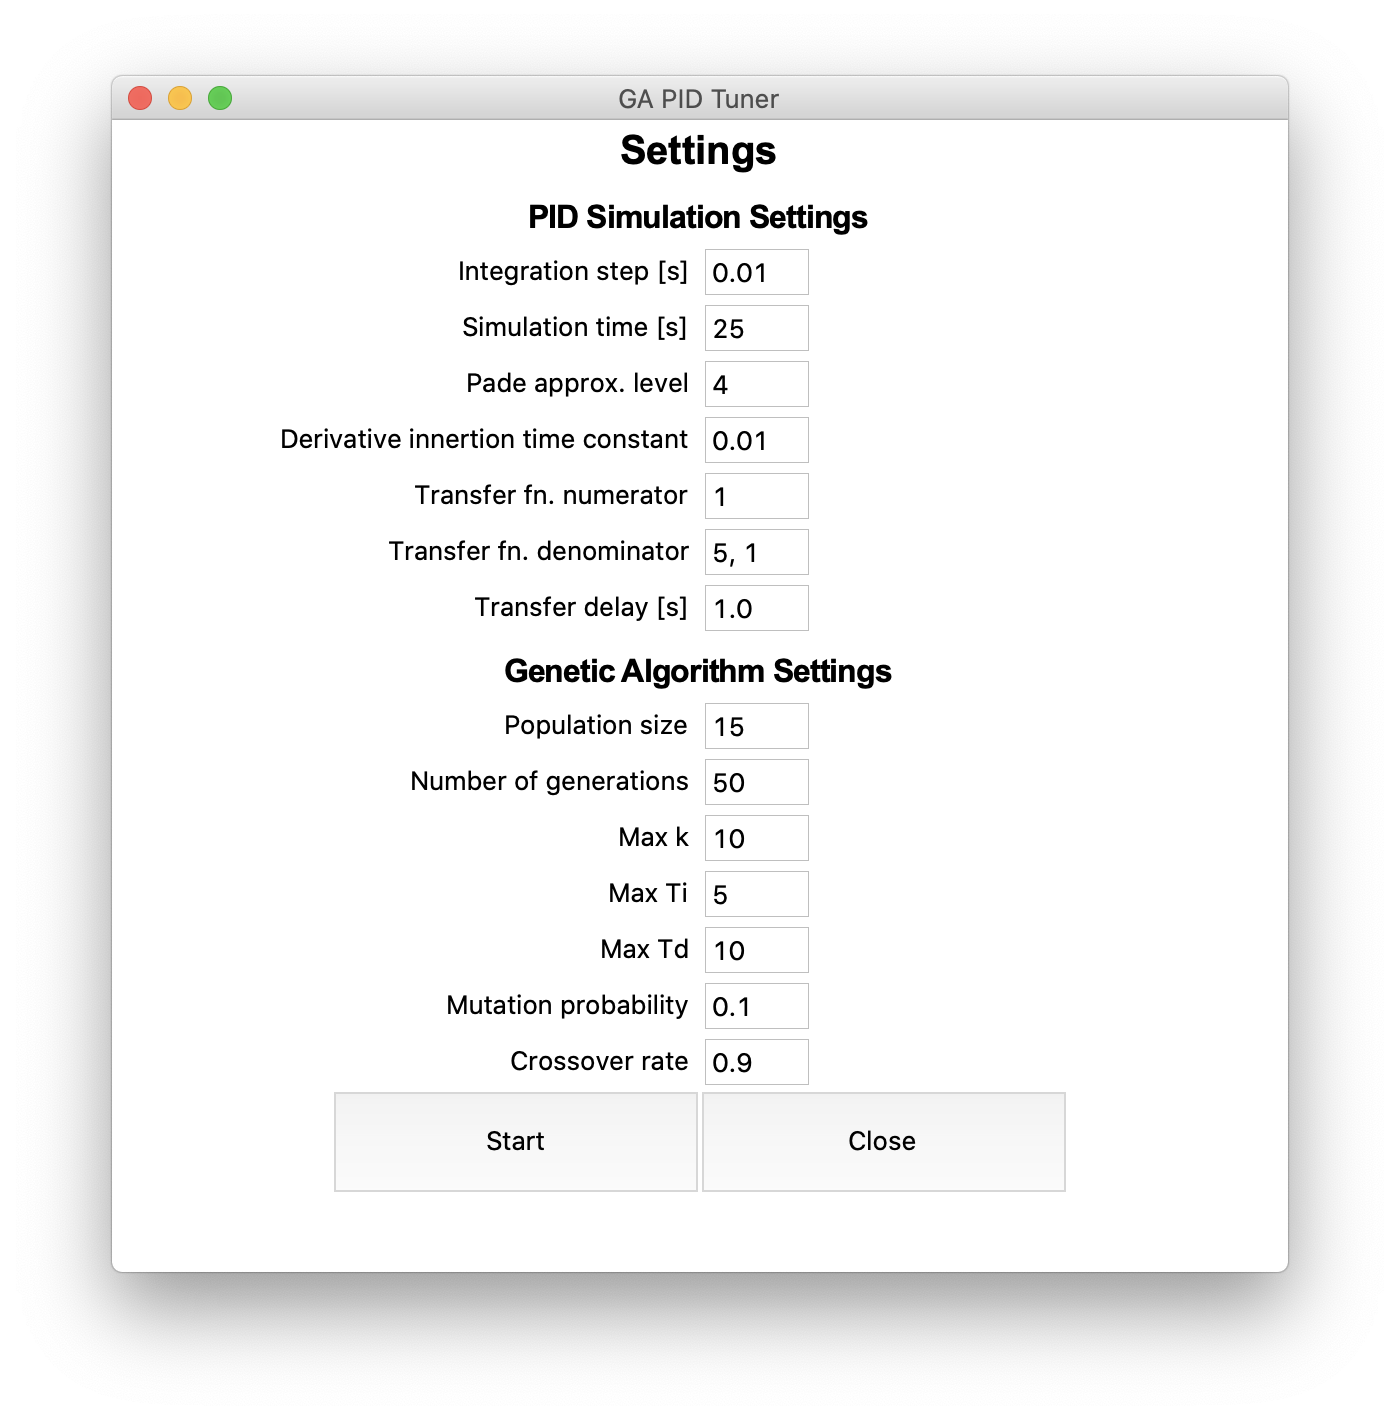 GA PID Tuner
Settings
PID Simulation Settings
Integration step [s] 0.01
Simulation time [s] 25
Pade approx. level 4
Derivative innertion time constant 0.01
Transfer fn. numerator 1
Transfer fn. denominator 5, 1
Transfer delay [s] 1.0
Genetic Algorithm Settings
Population size 15
Number of generations 50
Max k 10
Max Ti 5
Max Td 10
Mutation probability 0.1
Crossover rate 0.9
Start Close